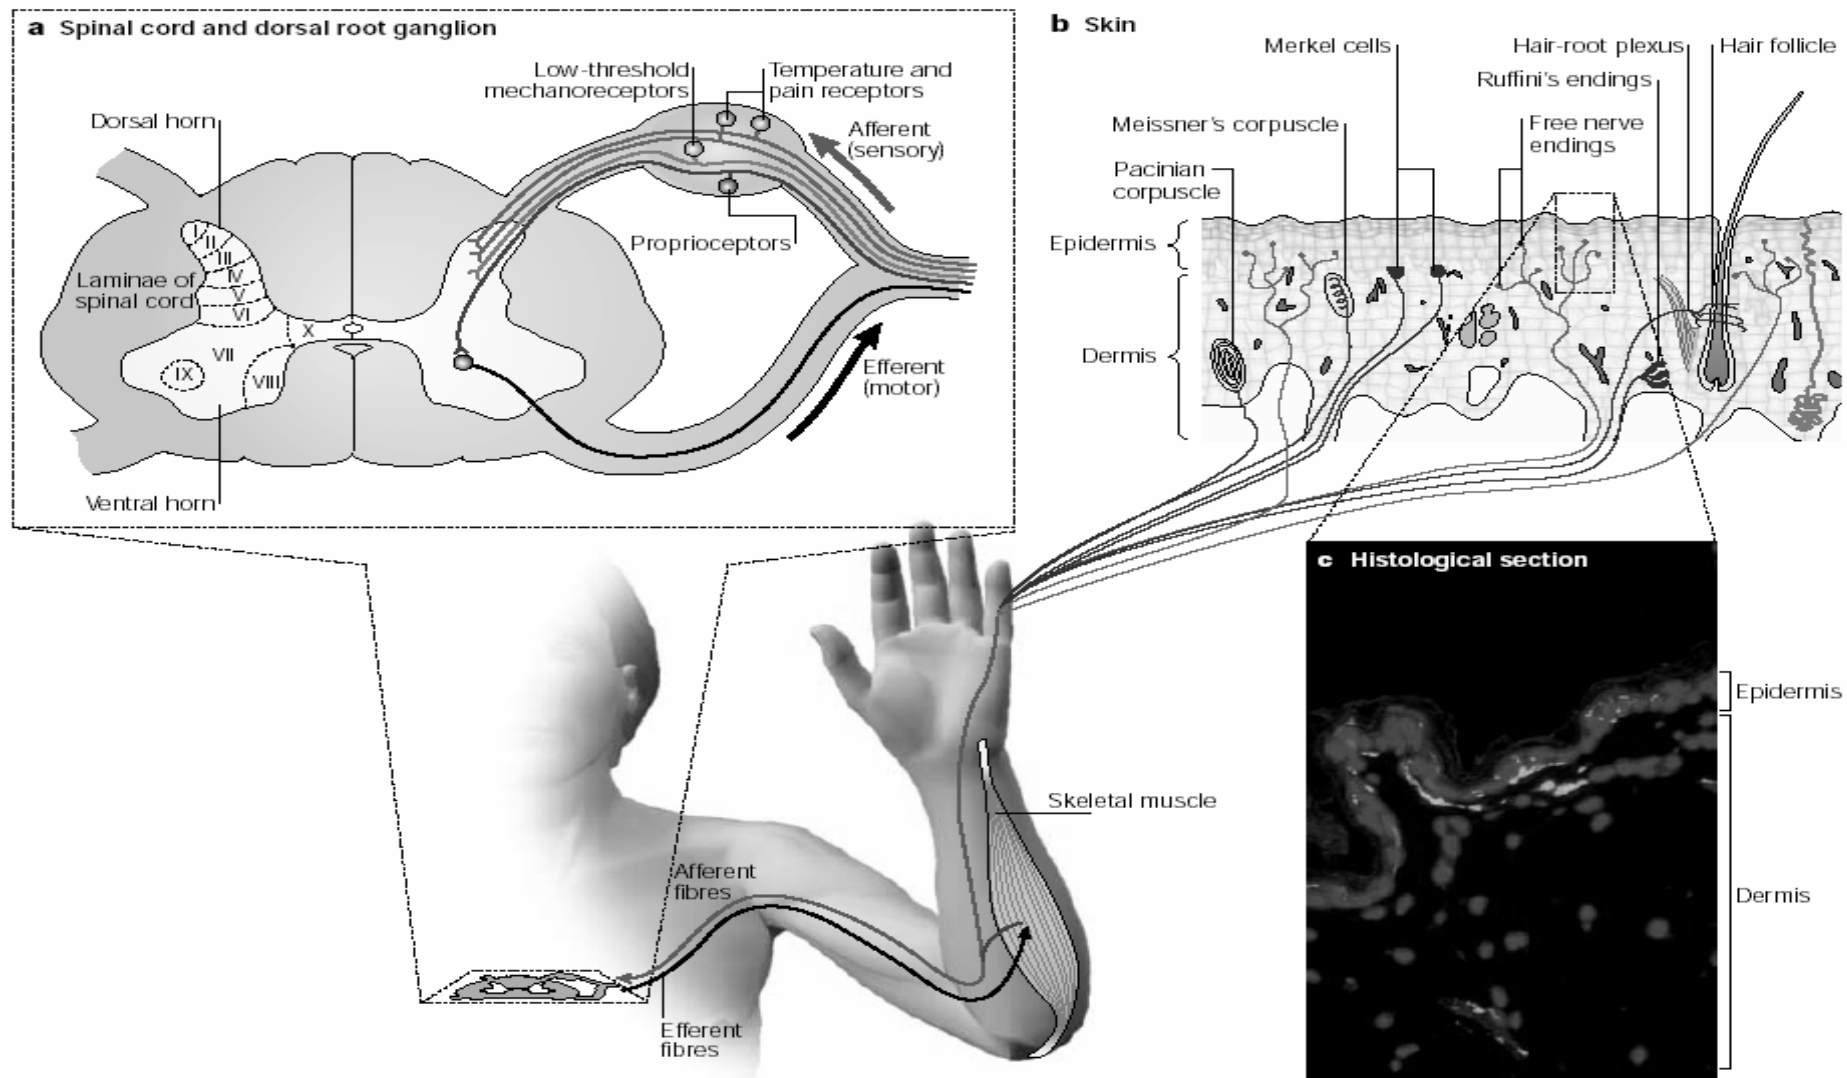 a Spinal cord and dorsal root ganglion
Low-threshold
mechanoreceptors
Temperature and
pain receptors
Dorsal horn
Afferent
(sensory)
Proprioceptors
I
II
III
IV
V
VI
Laminae of
spinal cord
X
VII
IX
VIII
Efferent
(motor)
Ventral horn
b Skin
Merkel cells
Hair-root plexus
Hair follicle
Ruffini's endings
Meissner's corpuscle
Free nerve
endings
Pacinian
corpuscle
Epidermis
Dermis
c Histological section
Epidermis
Dermis
Skeletal muscle
Afferent
fibres
Efferent
fibres